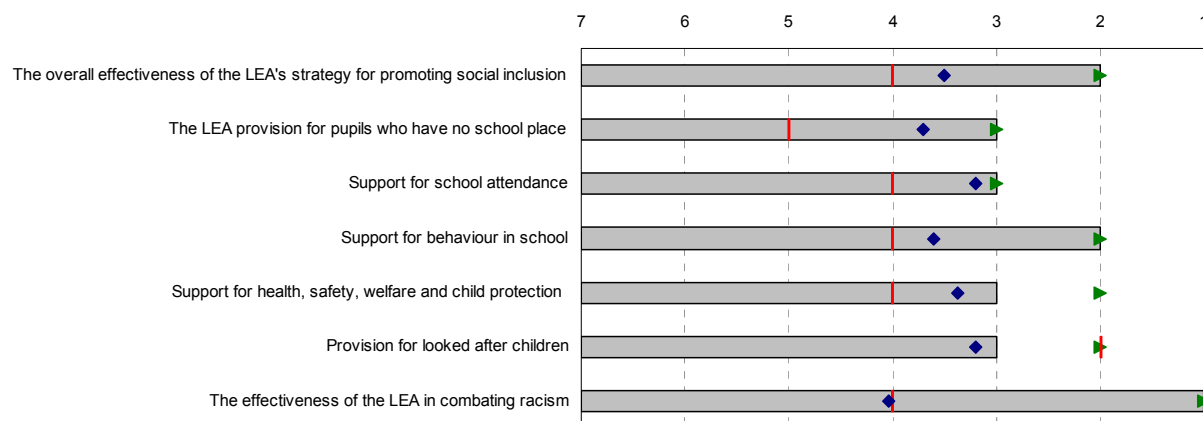 7 6 5 4 3 2 1
The overall effectiveness of the LEA's strategy for promoting social inclusion
The LEA provision for pupils who have no school place
Support for school attendance
Support for behaviour in school
Support for health, safety, welfare and child protection
Provision for looked after children
The effectiveness of the LEA in combating racism